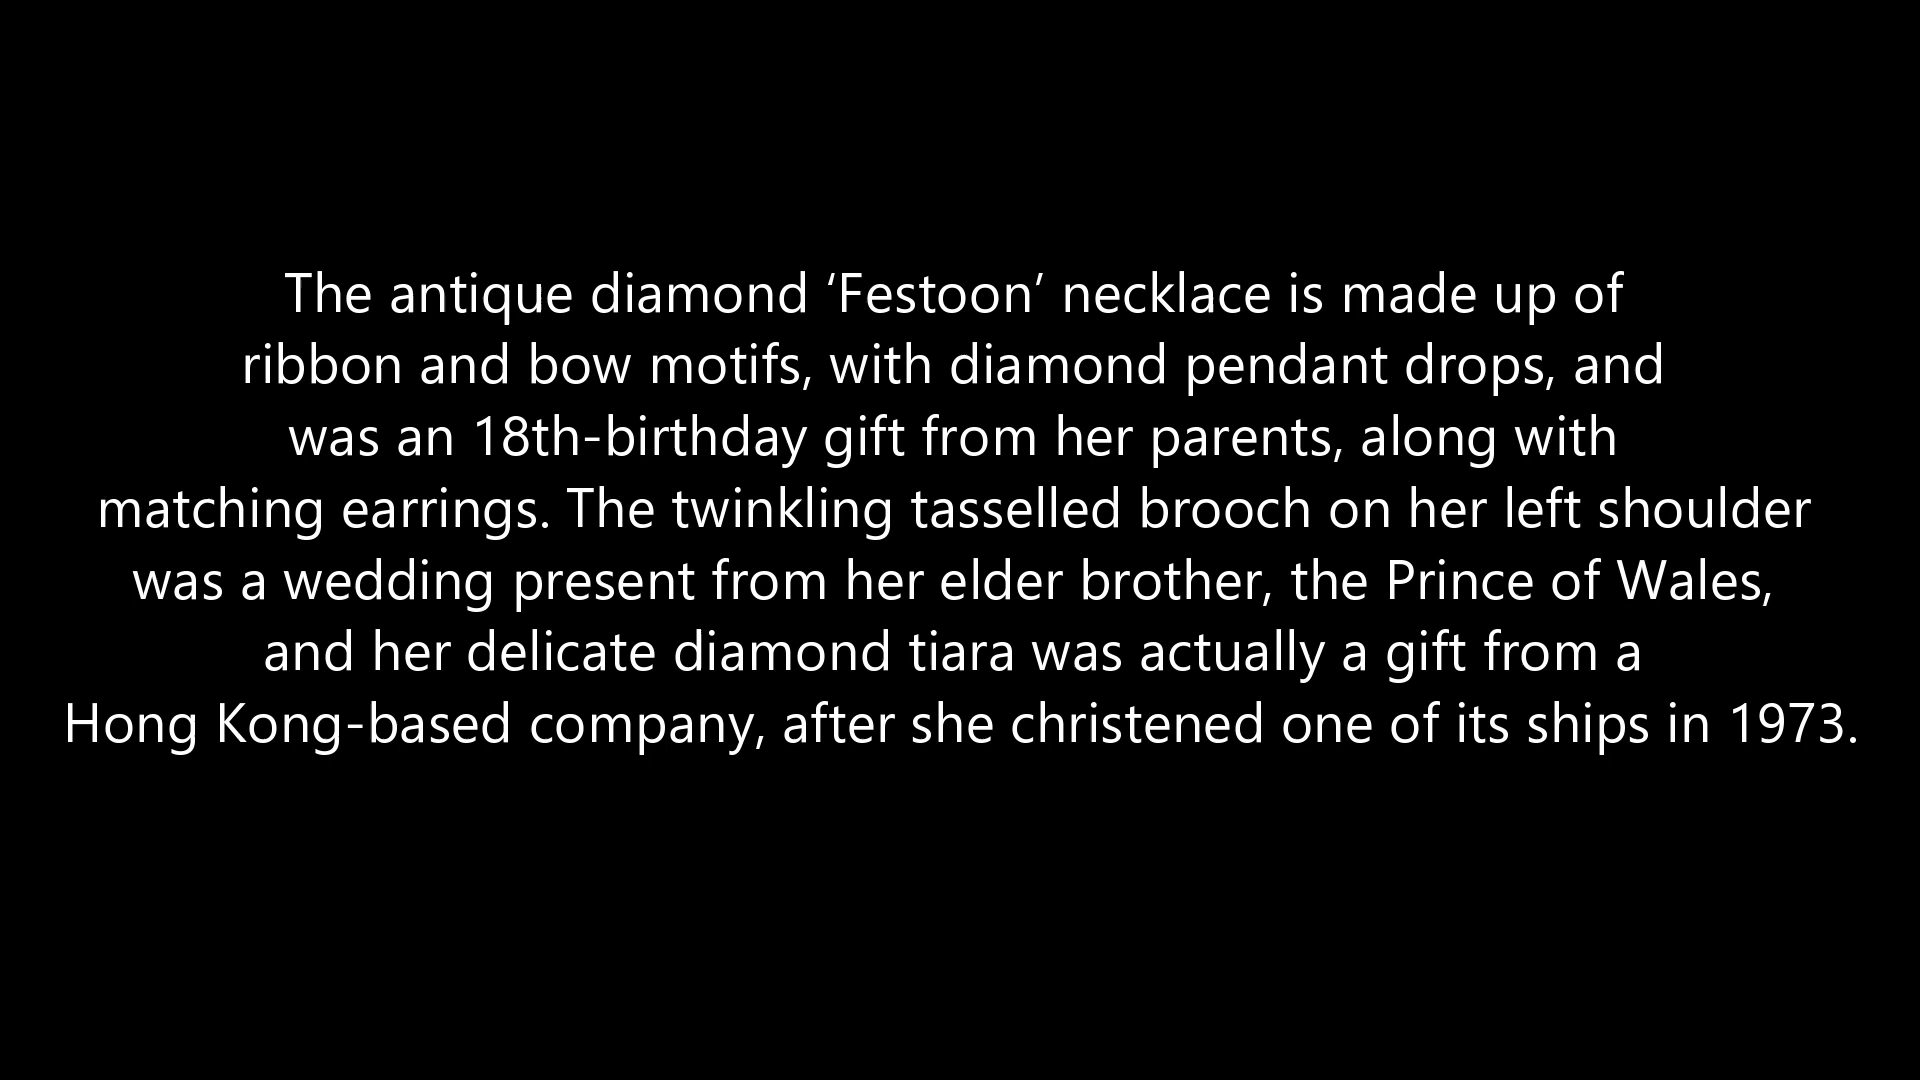 The antique diamond ‘Festoon’ necklace is made up of
ribbon and bow motifs, with diamond pendant drops, and
was an 18th-birthday gift from her parents, along with
matching earrings. The twinkling tasselled brooch on her left shoulder
was a wedding present from her elder brother, the Prince of Wales,
and her delicate diamond tiara was actually a gift from a
Hong Kong-based company, after she christened one of its ships in 1973.